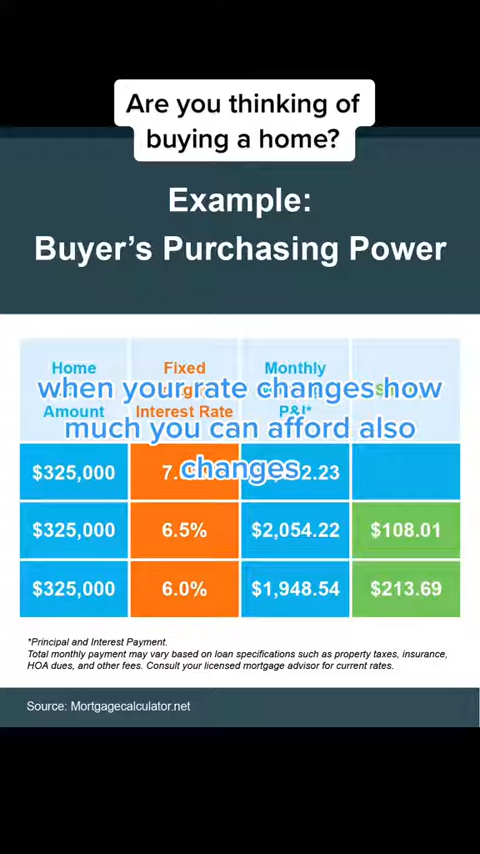 Are you thinking of
buying a home?
Example:
Buyer's Purchasing Power
Home
Fixed
Monthly
when your rate changes how
Amount
Interest Rate
P&I*
much you can afford also
changes
$325,000
$325,000
6.5%
$2,054.22
$108.01
$325,000
6.0%
$1,948.54
$213.69
*Principal and Interest Payment.
Total monthly payment may vary based on loan specifications such as property taxes, insurance,
HOA dues, and other fees. Consult your licensed mortgage advisor for current rates.
Source: Mortgagecalculator.net